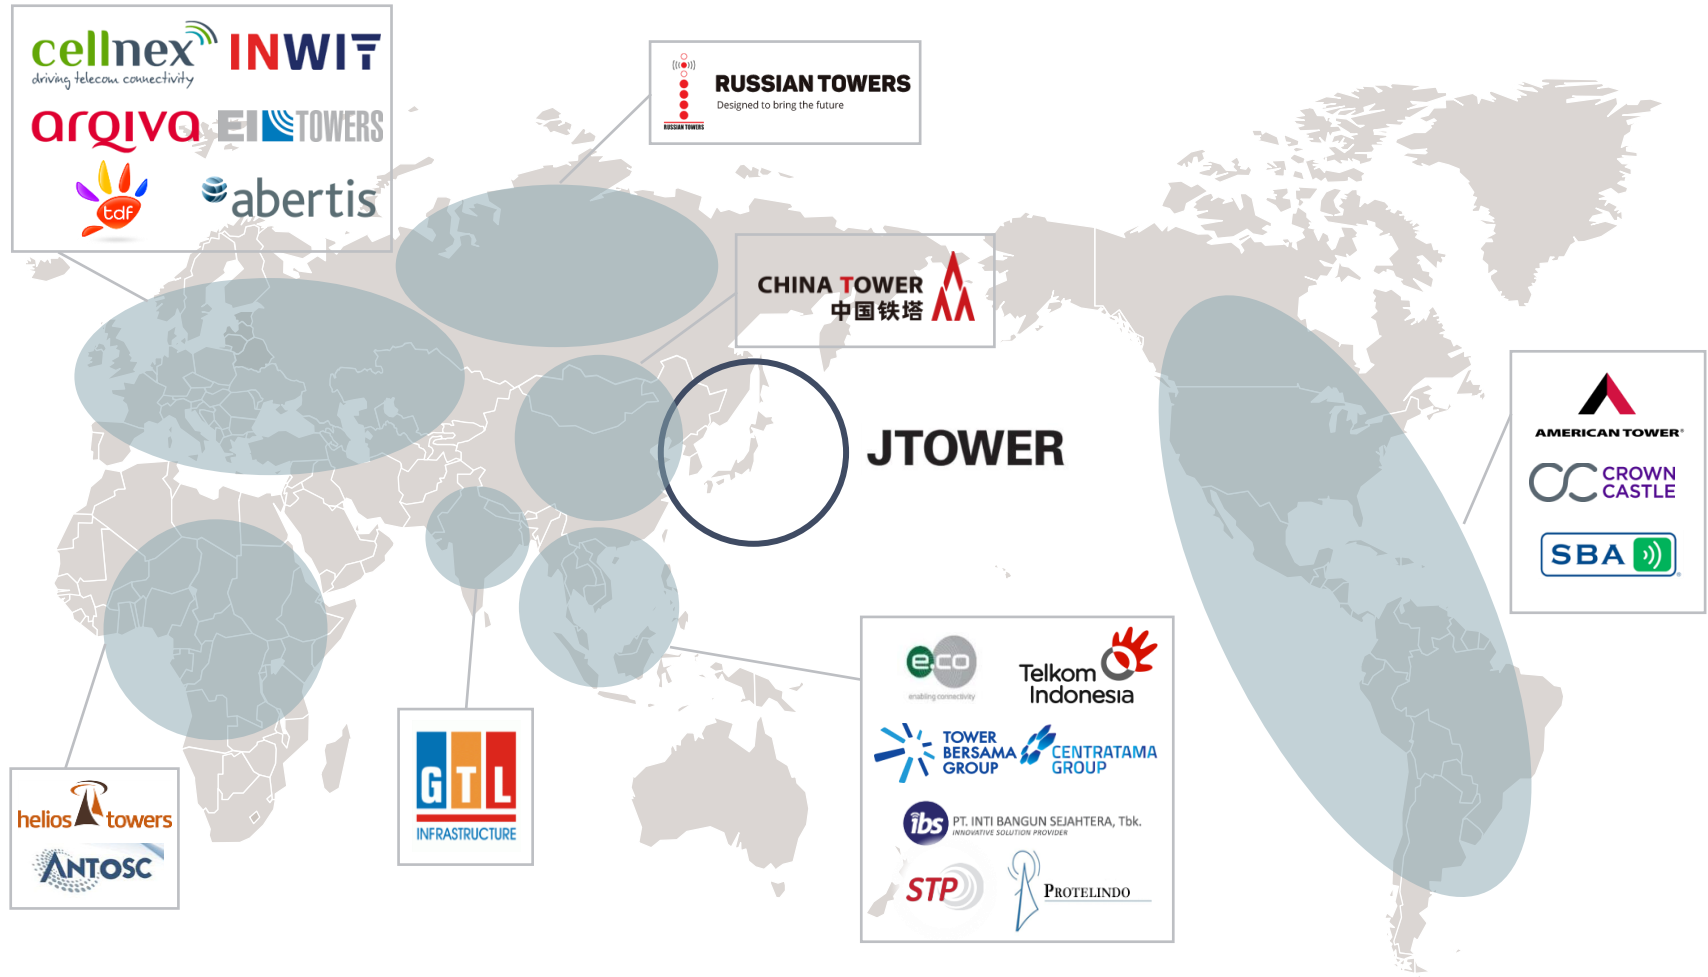 cellnex
driving telecom connectivity
INWIT
arqiva
EI TOWERS
tdf
abertis
RUSSIAN TOWERS
Designed to bring the future
RUSSIAN TOWERS
CHINA TOWER
中国铁塔
JTOWER
AMERICAN TOWER®
CROWN
CASTLE
SBA
e.co
enabling connectivity
Telkom
Indonesia
TOWER
BERSAMA
GROUP
CENTRATAMA
GROUP
ibs
PT. INTI BANGUN SEJAHTERA, Tbk.
INNOVATIVE SOLUTION PROVIDER
STP
PROTELINDO
GTL
INFRASTRUCTURE
helios towers
ANTOSC